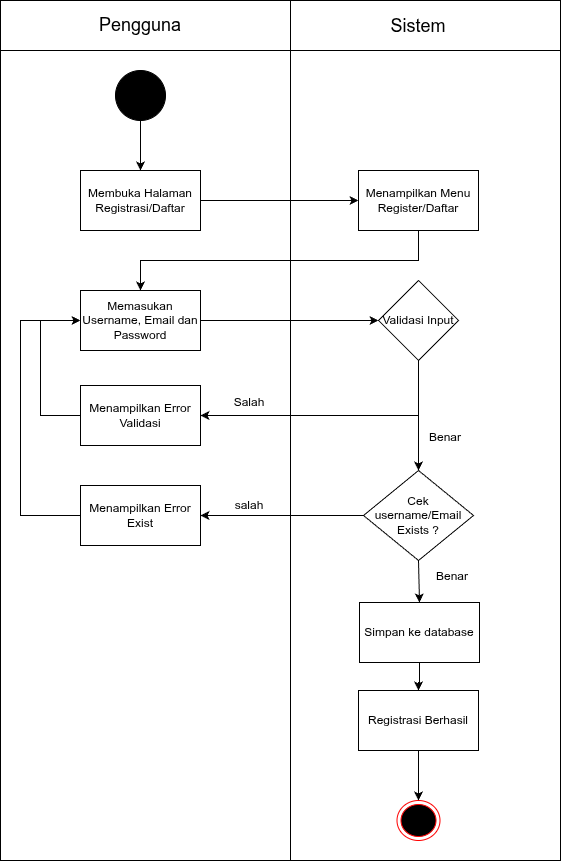 Pengguna
Sistem
Membuka Halaman
Registrasi/Daftar
Menampilkan Menu
Register/Daftar
Memasukan
Username, Email dan
Password
Validasi Input
Menampilkan Error
Validasi
Salah
Benar
Menampilkan Error
Exist
salah
Cek
username/Email
Exists ?
Benar
Simpan ke database
Registrasi Berhasil